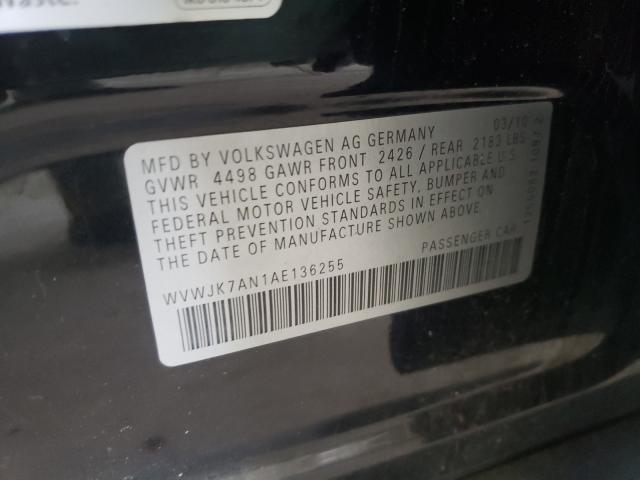 MFD BY VOLKSWAGEN AG GERMANY 03/10
GVWR 4498 GAWR FRONT 2426 / REAR 2183 LBS
THIS VEHICLE CONFORMS TO ALL APPLICABLE U.S.
FEDERAL MOTOR VEHICLE SAFETY, BUMPER AND
THEFT PREVENTION STANDARDS IN EFFECT ON
THE DATE OF MANUFACTURE SHOWN ABOVE.
WVWJK7AN1AE136255 PASSENGER CAR